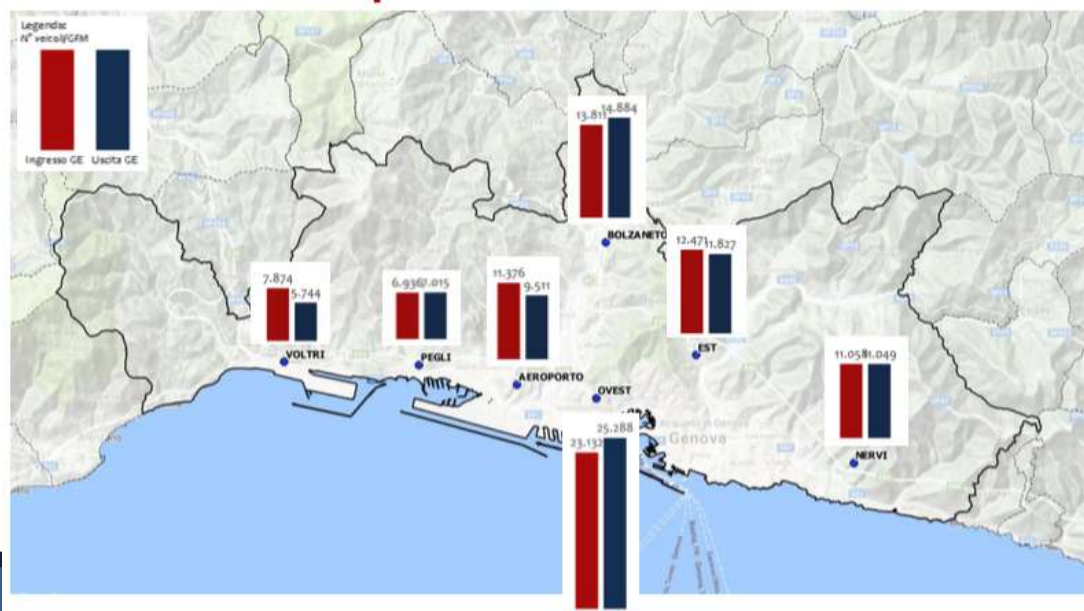 Legenda:
N° veicoli/GFM
Ingresso GE
Uscita GE
13.811
14.884
BOLZANETO
12.471
11.827
EST
7.874
5.744
VOLTRI
6.936
7.015
PEGLI
11.376
9.511
AEROPORTO
OVEST
23.132
25.288
11.058
11.049
NERVI
Genova